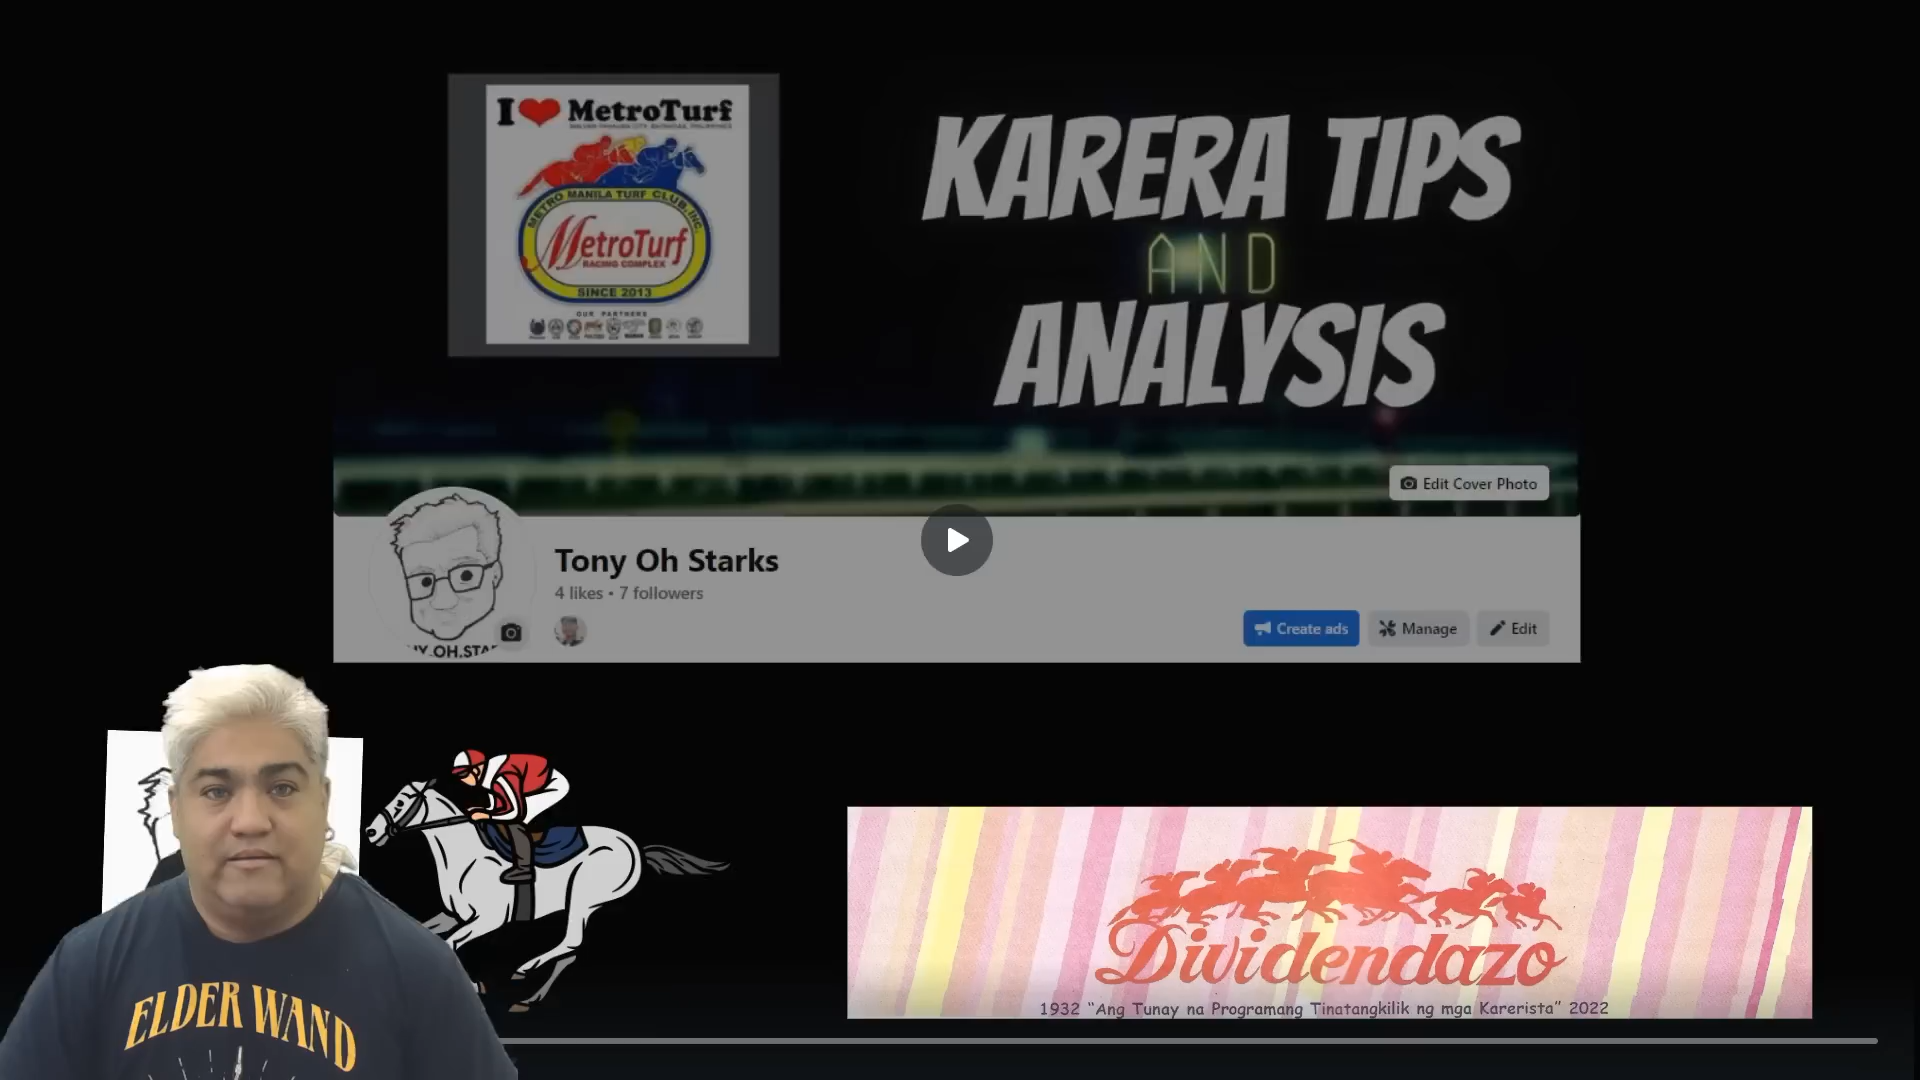 I MetroTurf
METRO MANILA TURF CLUB, INC.
MetroTurf
RACING COMPLEX
SINCE 2013
OUR PARTNERS
KARERA TIPS
AND
ANALYSIS
Edit Cover Photo
Tony Oh Starks
4 likes • 7 followers
Create ads
Manage
Edit
Y.OH.STA
ELDER WAND
Dividendazo
1932 “Ang Tunay na Programang Tinatangkilik ng mga Karerista” 2022